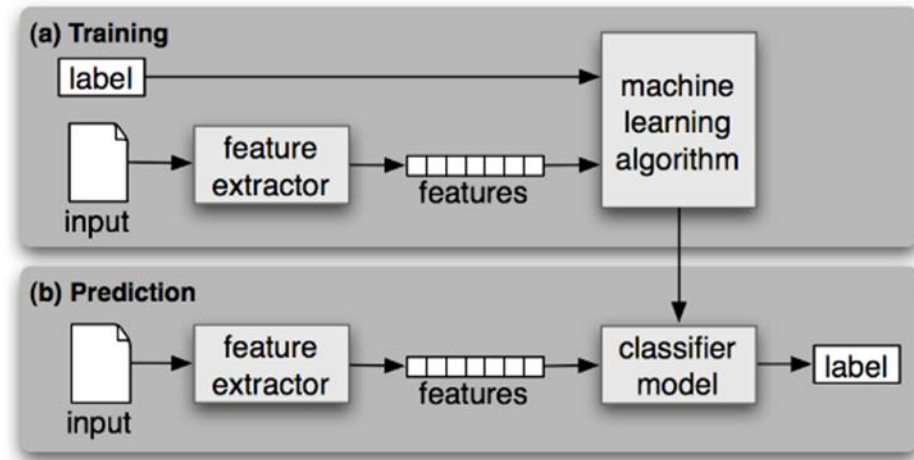 (a) Training
label
machine
learning
algorithm
feature
extractor
features
input
(b) Prediction
feature
extractor
features
input
classifier
model
label